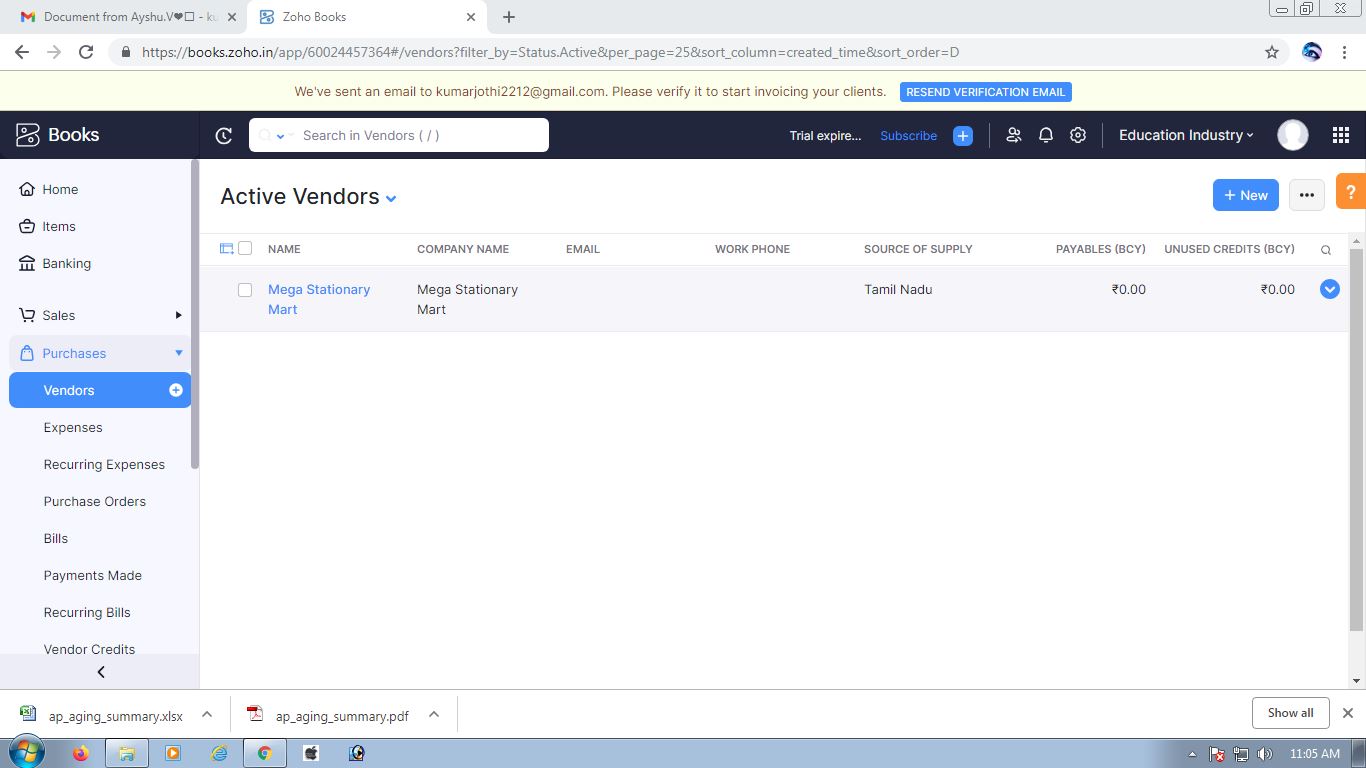 Document from Ayshu.V❤☐ - ku
Zoho Books
https://books.zoho.in/app/60024457364#/vendors?filter_by=Status.Active&per_page=25&sort_column=created_time&sort_order=D
We've sent an email to kumarjothi2212@gmail.com. Please verify it to start invoicing your clients. RESEND VERIFICATION EMAIL
Books
Search in Vendors ( / )
Trial expire... Subscribe
Education Industry
Home
Items
Banking
Sales
Purchases
Vendors
Expenses
Recurring Expenses
Purchase Orders
Bills
Payments Made
Recurring Bills
Vendor Credits
Active Vendors
+ New
?
NAME COMPANY NAME EMAIL WORK PHONE SOURCE OF SUPPLY PAYABLES (BCY) UNUSED CREDITS (BCY)
Mega Stationary Mega Stationary Tamil Nadu ₹0.00 ₹0.00
Mart Mart
ap_aging_summary.xlsx ap_aging_summary.pdf Show all
11:05 AM